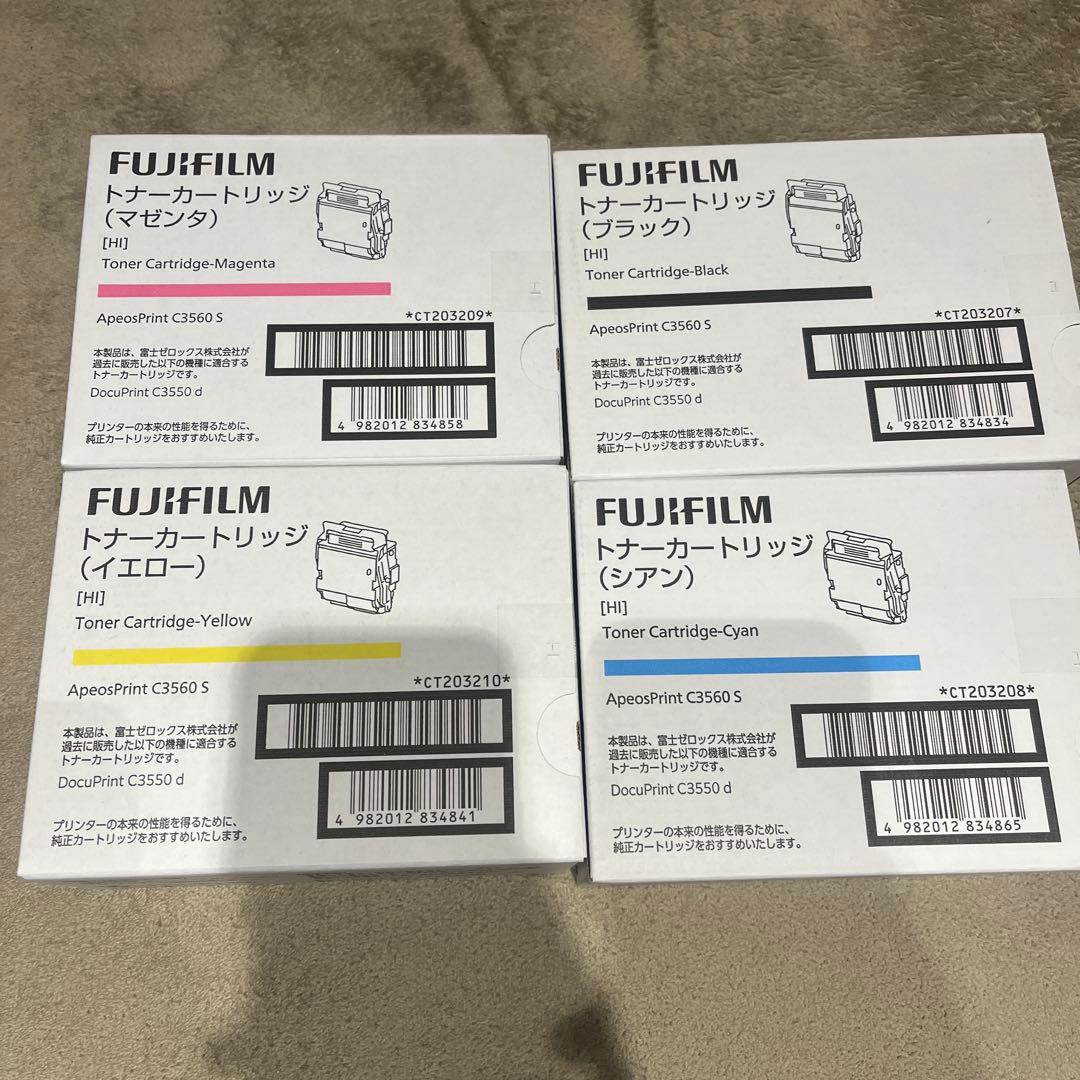 FUJIFILM
トナーカートリッジ
（マゼンタ）
[HI]
Toner Cartridge-Magenta
ApeosPrint C3560 S
*CT203209*
本製品は、富士ゼロックス株式会社が
過去に販売した以下の機種に適合する
トナーカートリッジです。
DocuPrint C3550 d
4 982012 834858
プリンターの本来の性能を得るために、
純正カートリッジをおすすめいたします。
FUJIFILM
トナーカートリッジ
（ブラック）
[HI]
Toner Cartridge-Black
ApeosPrint C3560 S
*CT203207*
本製品は、富士ゼロックス株式会社が
過去に販売した以下の機種に適合する
トナーカートリッジです。
DocuPrint C3550 d
4 982012 834834
プリンターの本来の性能を得るために、
純正カートリッジをおすすめいたします。
FUJIFILM
トナーカートリッジ
（イエロー）
[HI]
Toner Cartridge-Yellow
ApeosPrint C3560 S
*CT203210*
本製品は、富士ゼロックス株式会社が
過去に販売した以下の機種に適合する
トナーカートリッジです。
DocuPrint C3550 d
4 982012 834841
プリンターの本来の性能を得るために、
純正カートリッジをおすすめいたします。
FUJIFILM
トナーカートリッジ
（シアン）
[HI]
Toner Cartridge-Cyan
ApeosPrint C3560 S
*CT203208*
本製品は、富士ゼロックス株式会社が
過去に販売した以下の機種に適合する
トナーカートリッジです。
DocuPrint C3550 d
4 982012 834865
プリンターの本来の性能を得るために、
純正カートリッジをおすすめいたします。